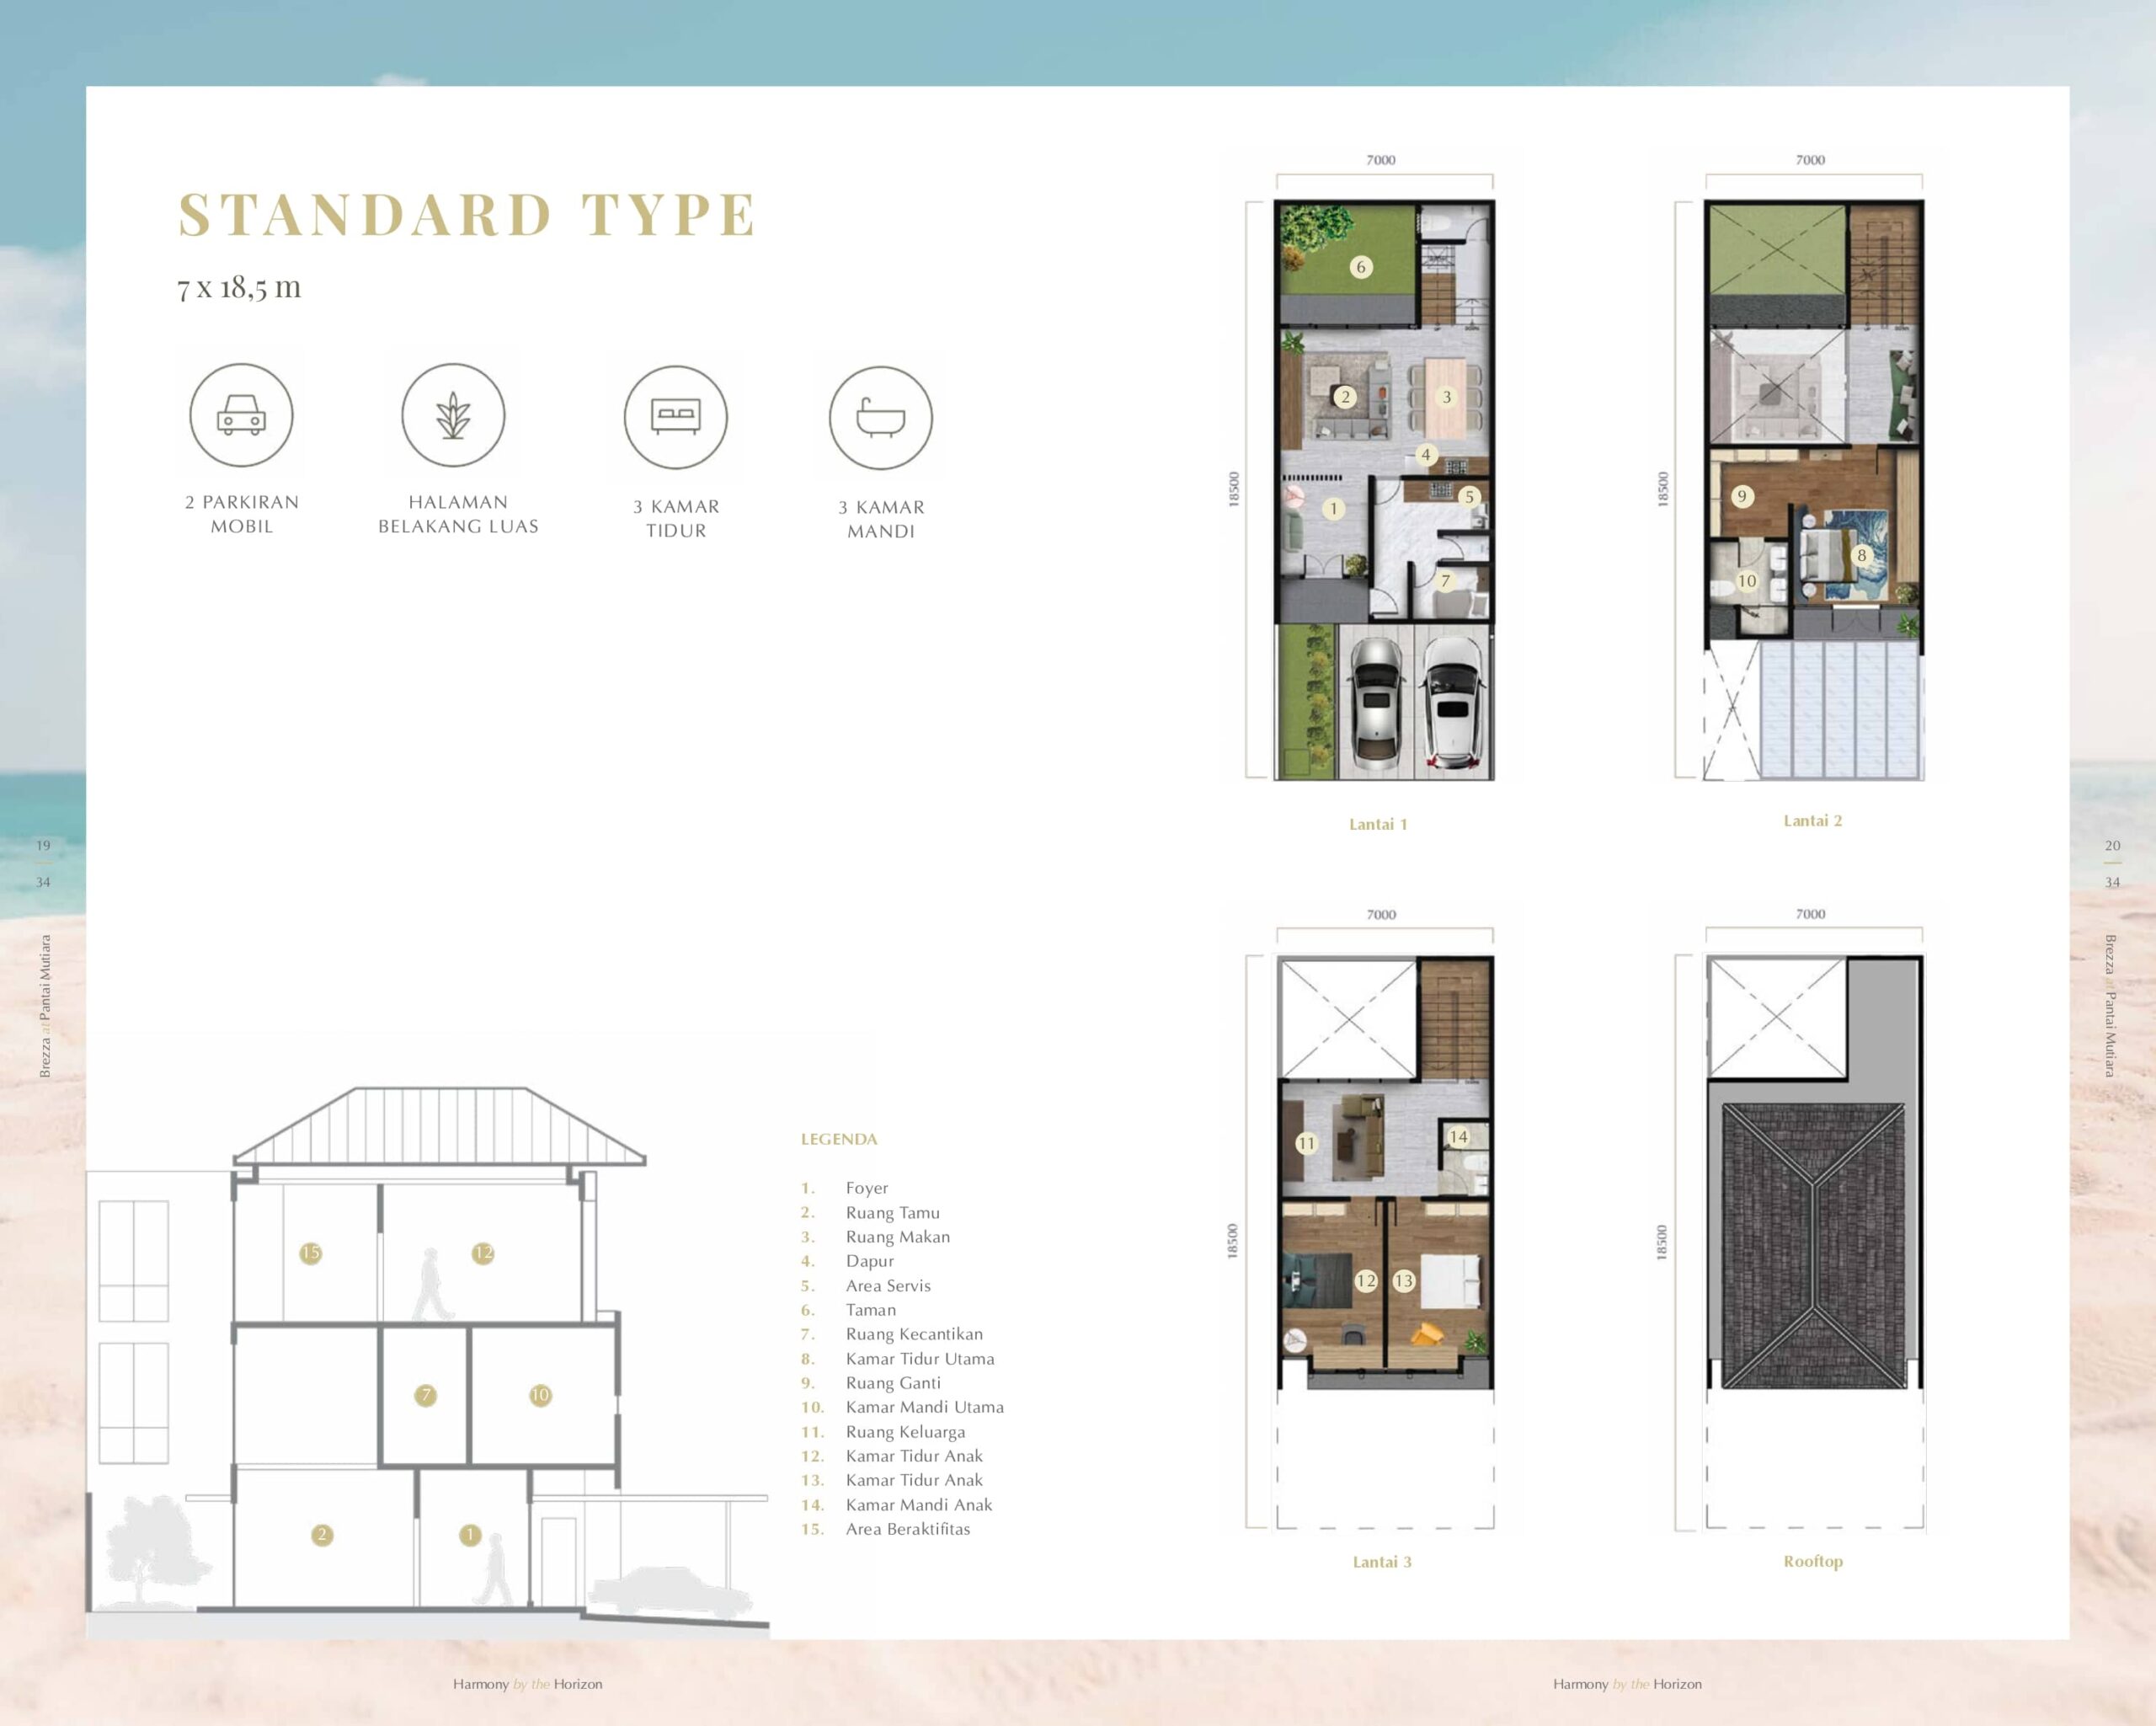 STANDARD TYPE
7 x 18,5 m
2 PARKIRAN
MOBIL
HALAMAN
BELAKANG LUAS
3 KAMAR
TIDUR
3 KAMAR
MANDI
15
12
7
10
2
1
LEGENDA
1. Foyer
2. Ruang Tamu
3. Ruang Makan
4. Dapur
5. Area Servis
6. Taman
7. Ruang Kecantikan
8. Kamar Tidur Utama
9. Ruang Ganti
10. Kamar Mandi Utama
11. Ruang Keluarga
12. Kamar Tidur Anak
13. Kamar Tidur Anak
14. Kamar Mandi Anak
15. Area Beraktifitas
19
34
Brezza at Pantai Mutiara
Harmony by the Horizon
7000
18500
6
2
3
4
5
1
7
Lantai 1
7000
18500
9
8
10
Lantai 2
7000
18500
11
14
12
13
Lantai 3
7000
18500
Rooftop
20
34
Brezza at Pantai Mutiara
Harmony by the Horizon